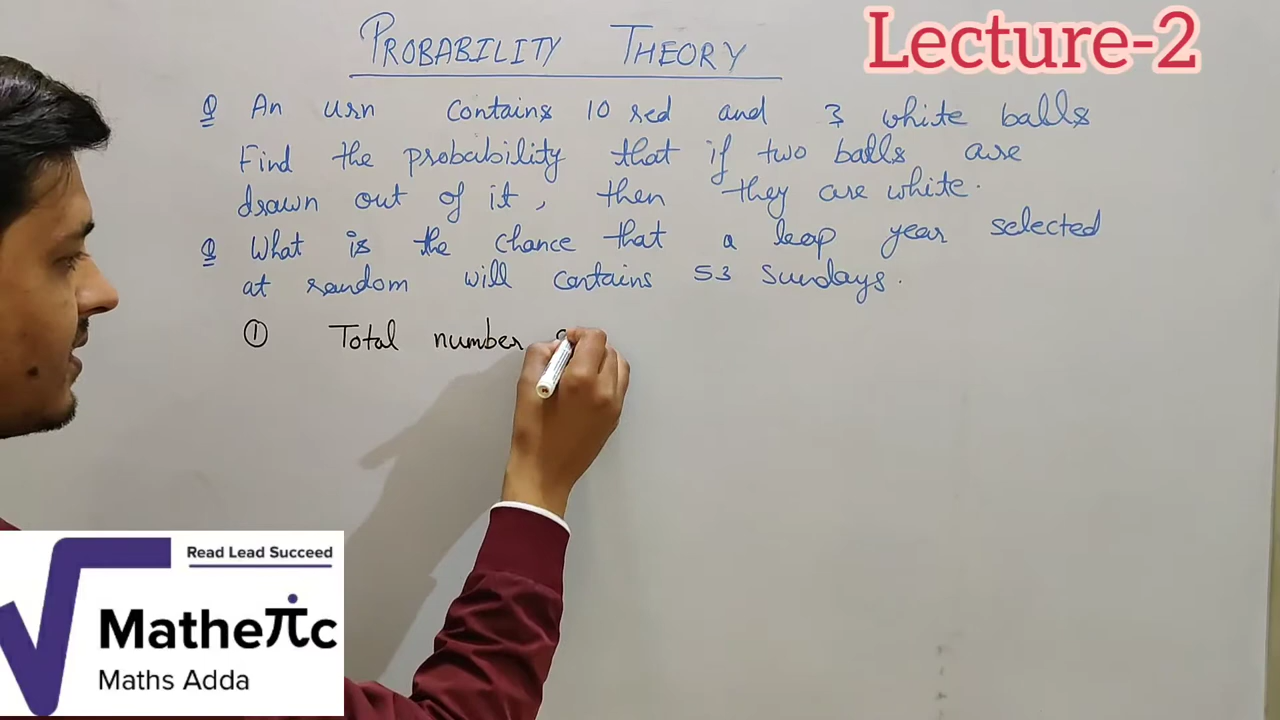 PROBABILITY THEORY
Lecture-2
Q An urn contains 10 red and 3 white balls
Find the probability that if two balls are
drawn out of it, then they are white.
Q What is the chance that a leap year selected
at random will contains 53 Sundays.
① Total number
Read Lead Succeed
Matheπc
Maths Adda